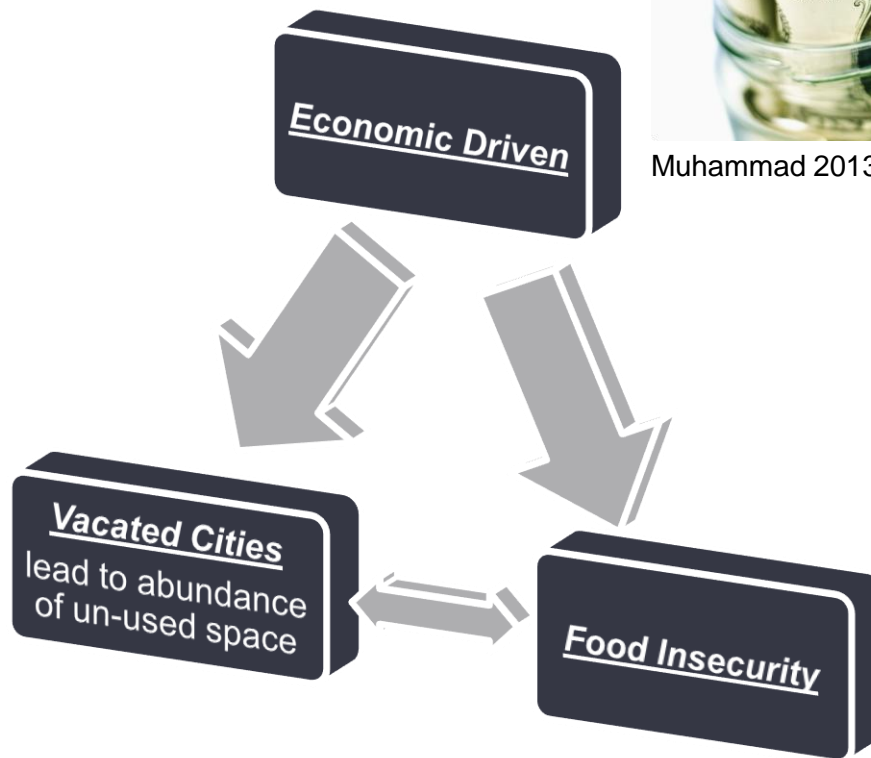 Economic Driven
Muhammad 2013
Vacated Cities
lead to abundance
of un-used space
Food Insecurity